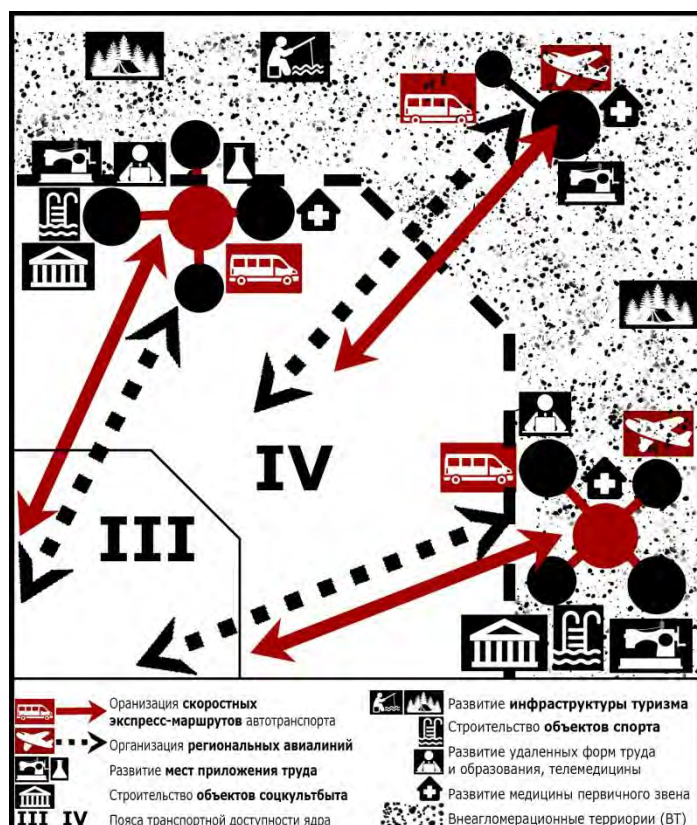 IV
III
Оранизация скоростных
экспресс-маршрутов автотранспорта
Организация региональных авиалиний
Развитие мест приложения труда
Строительство объектов соцкультбыта
III IV Пояса транспортной доступности ядра
Развитие инфраструктуры туризма
Строительство объектов спорта
Развитие удаленных форм труда
и образования, телемедицины
Развитие медицины первичного звена
Внеагломерационные терриории (ВТ)